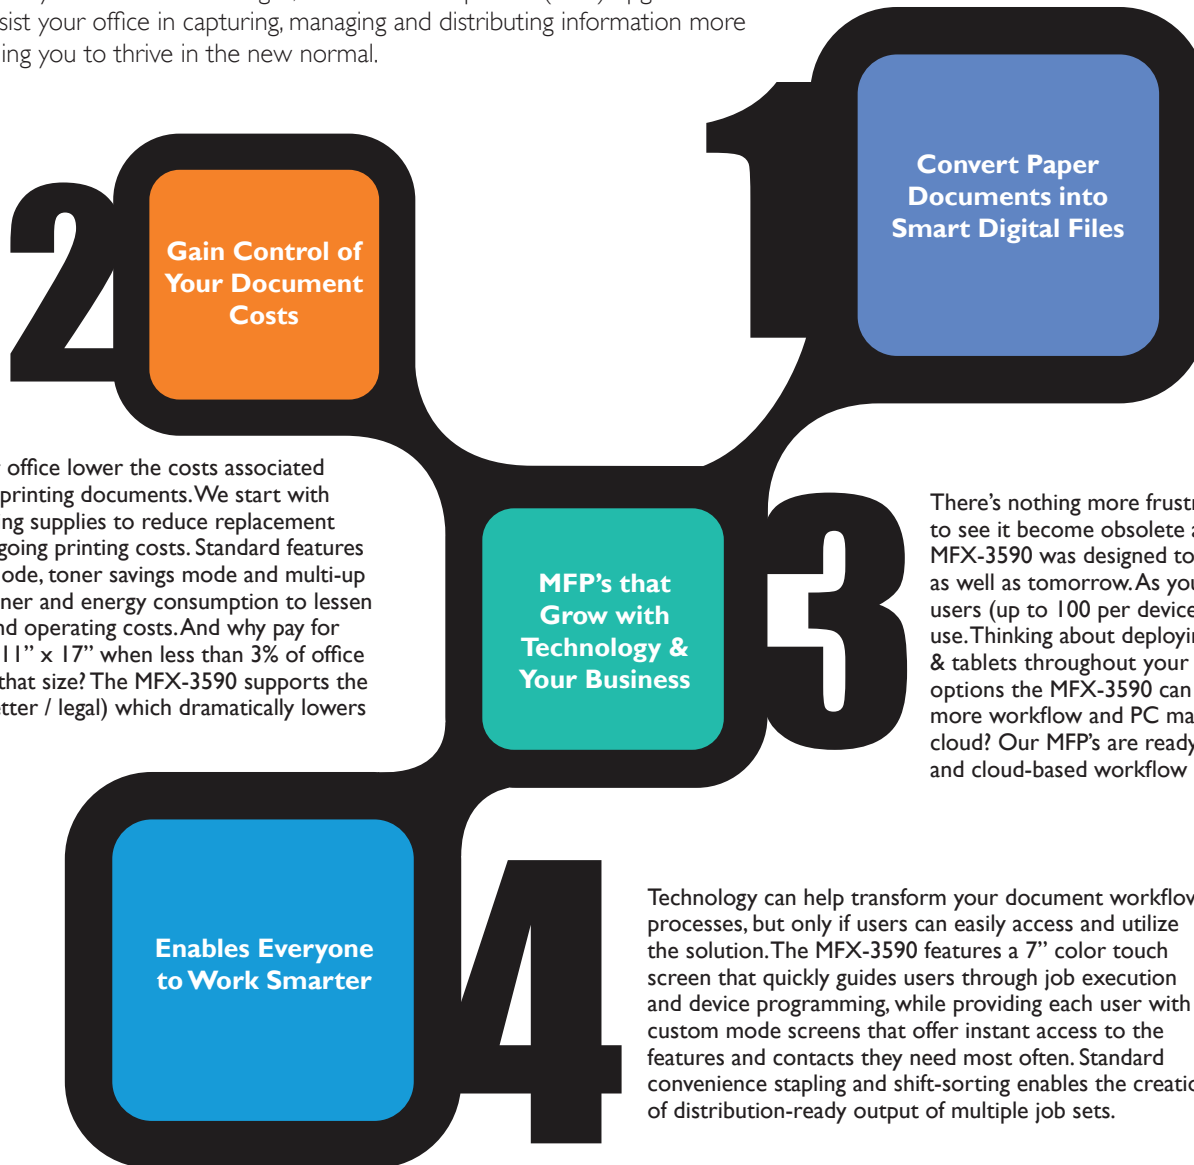 sist your office in capturing, managing and distributing information more
ing you to thrive in the new normal.
1
Convert Paper
Documents into
Smart Digital Files
2
Gain Control of
Your Document
Costs
office lower the costs associated
printing documents. We start with
ng supplies to reduce replacement
going printing costs. Standard features
ode, toner savings mode and multi-up
ner and energy consumption to lessen
nd operating costs. And why pay for
11” x 17” when less than 3% of office
that size? The MFX-3590 supports the
etter / legal) which dramatically lowers
MFP’s that
Grow with
Technology &
Your Business
3
There’s nothing more frustr
to see it become obsolete a
MFX-3590 was designed to
as well as tomorrow. As you
users (up to 100 per device
use. Thinking about deployin
& tablets throughout your
options the MFX-3590 can
more workflow and PC ma
cloud? Our MFP’s are ready
and cloud-based workflow
Enables Everyone
to Work Smarter
4
Technology can help transform your document workflow
processes, but only if users can easily access and utilize
the solution. The MFX-3590 features a 7” color touch
screen that quickly guides users through job execution
and device programming, while providing each user with
custom mode screens that offer instant access to the
features and contacts they need most often. Standard
convenience stapling and shift-sorting enables the creatio
of distribution-ready output of multiple job sets.